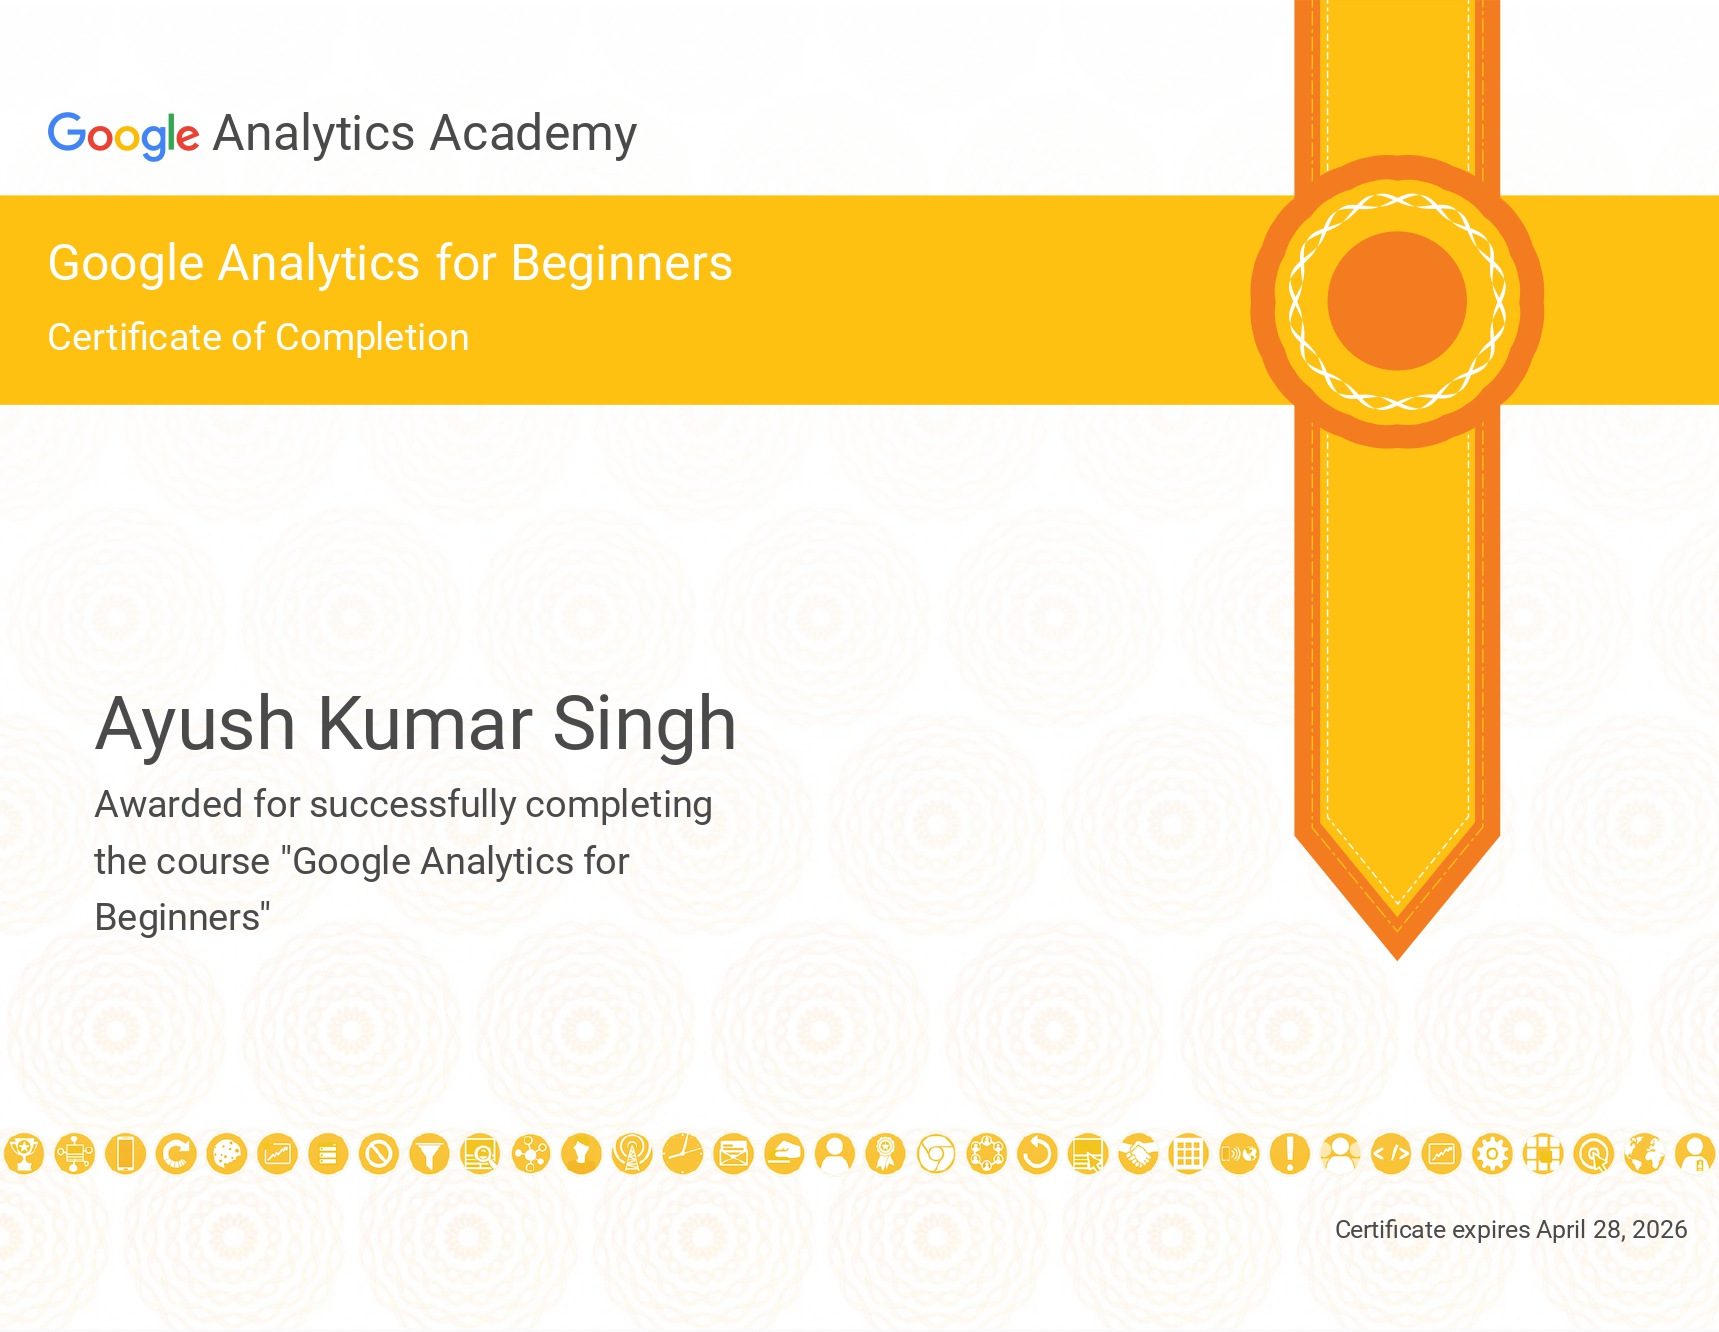 Google Analytics Academy
Google Analytics for Beginners
Certificate of Completion
Ayush Kumar Singh
Awarded for successfully completing
the course "Google Analytics for
Beginners"
Certificate expires April 28, 2026